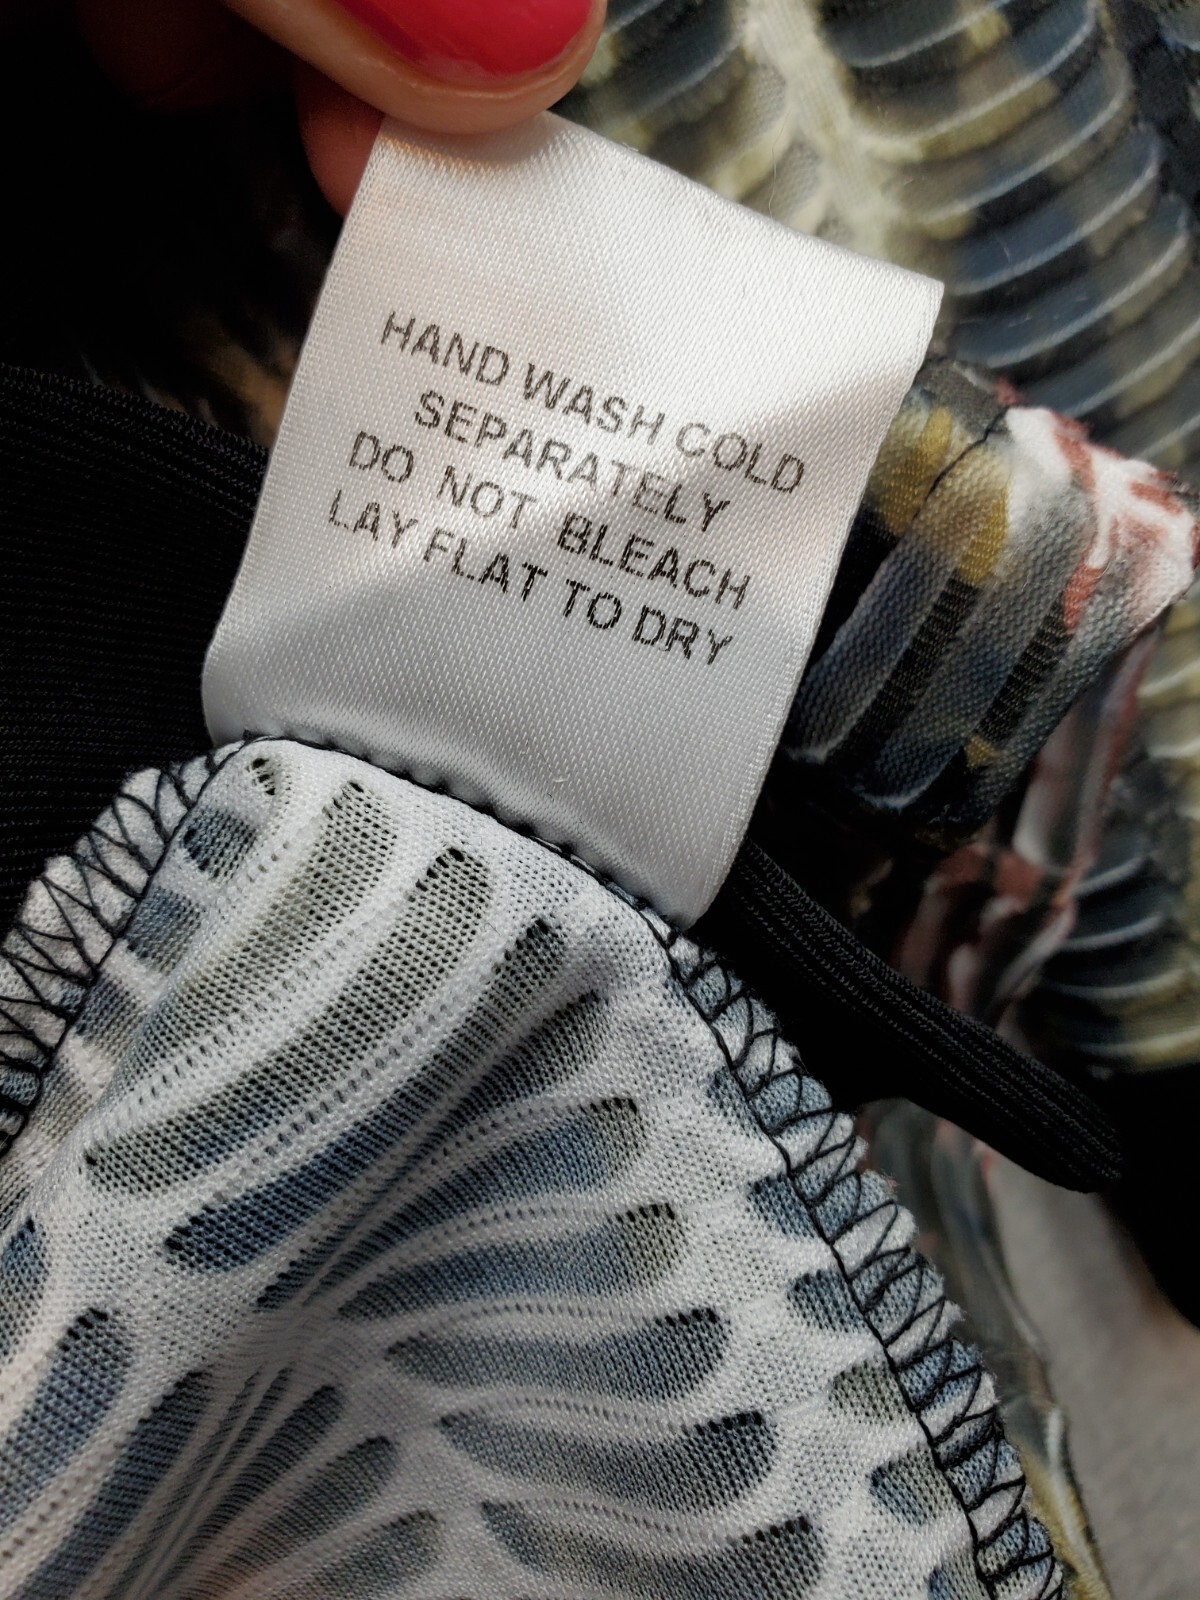 HAND WASH COLD
SEPARATELY
DO NOT BLEACH
LAY FLAT TO DRY